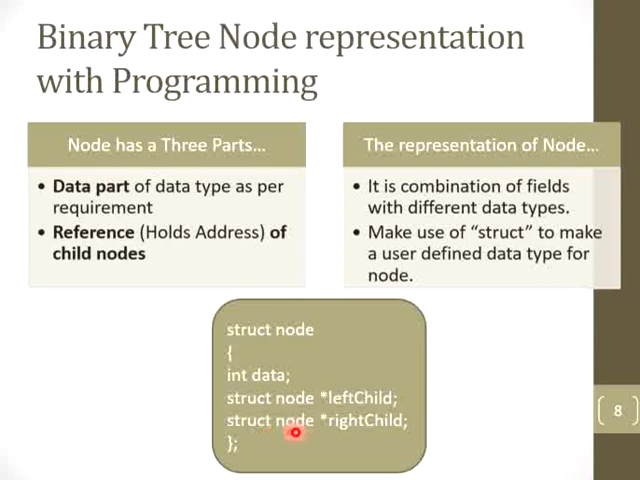 Binary Tree Node representation
with Programming
Node has a Three Parts...
• Data part of data type as per
requirement
• Reference (Holds Address) of
child nodes
The representation of Node...
• It is combination of fields
with different data types.
• Make use of “struct” to make
a user defined data type for
node.
struct node
{
int data;
struct node *leftChild;
struct node *rightChild;
};
8